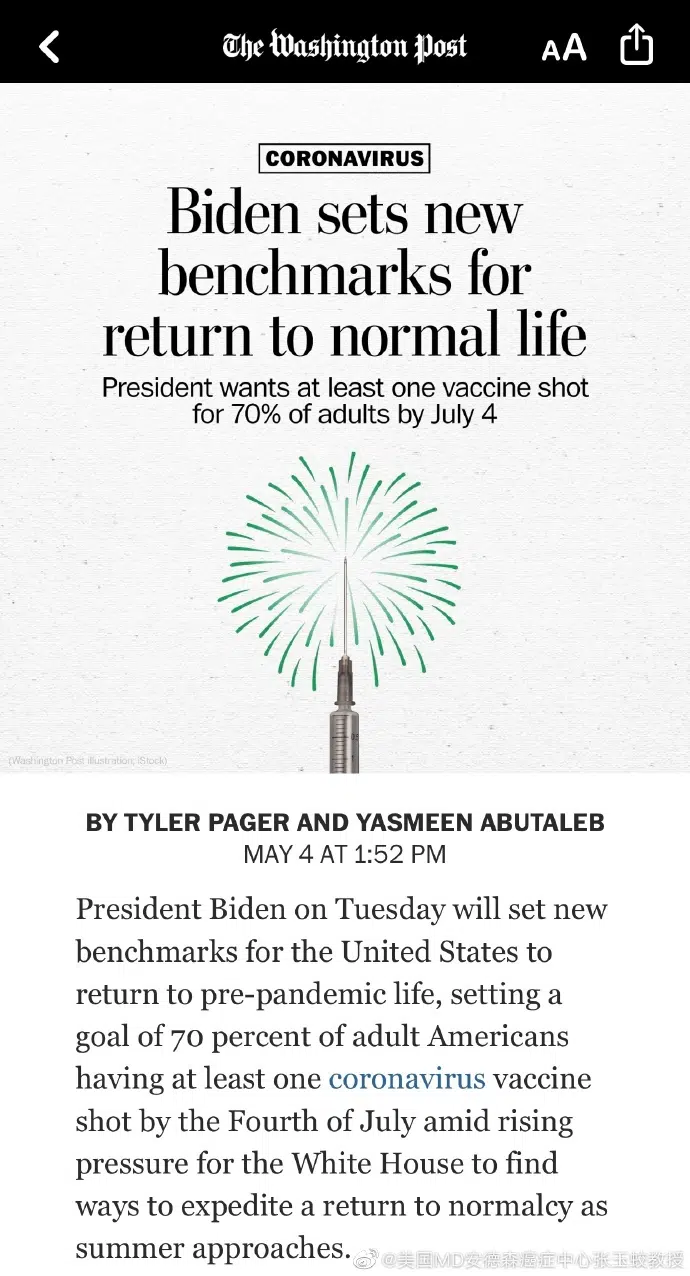 The Washington Post
AA
CORONAVIRUS
Biden sets new
benchmarks for
return to normal life
President wants at least one vaccine shot
for 70% of adults by July 4
(Washington Post illustration; iStock)
BY TYLER PAGER AND YASMEEN ABUTALEB
MAY 4 AT 1:52 PM
President Biden on Tuesday will set new
benchmarks for the United States to
return to pre-pandemic life, setting a
goal of 70 percent of adult Americans
having at least one coronavirus vaccine
shot by the Fourth of July amid rising
pressure for the White House to find
ways to expedite a return to normalcy as
summer approaches.
@美国MD安德森癌症中心张玉蛟教授